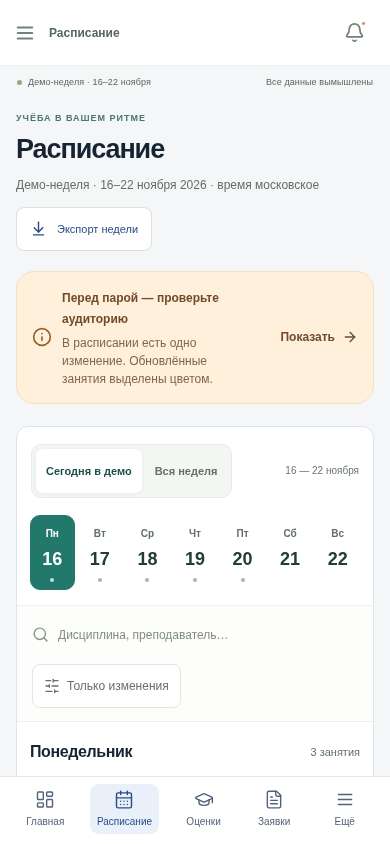 Расписание
Демо-неделя · 16–22 ноября
Все данные вымышлены
УЧЁБА В ВАШЕМ РИТМЕ
Расписание
Демо-неделя · 16–22 ноября 2026 · время московское
Экспорт недели
Перед парой — проверьте
аудиторию
В расписании есть одно
изменение. Обновлённые
занятия выделены цветом.
Показать
Сегодня в демо
Вся неделя
16 — 22 ноября
Пн Вт Ср Чт Пт Сб Вс
16 17 18 19 20 21 22
Дисциплина, преподаватель…
Только изменения
Понедельник
3 занятия
Главная Расписание Оценки Заявки Ещё